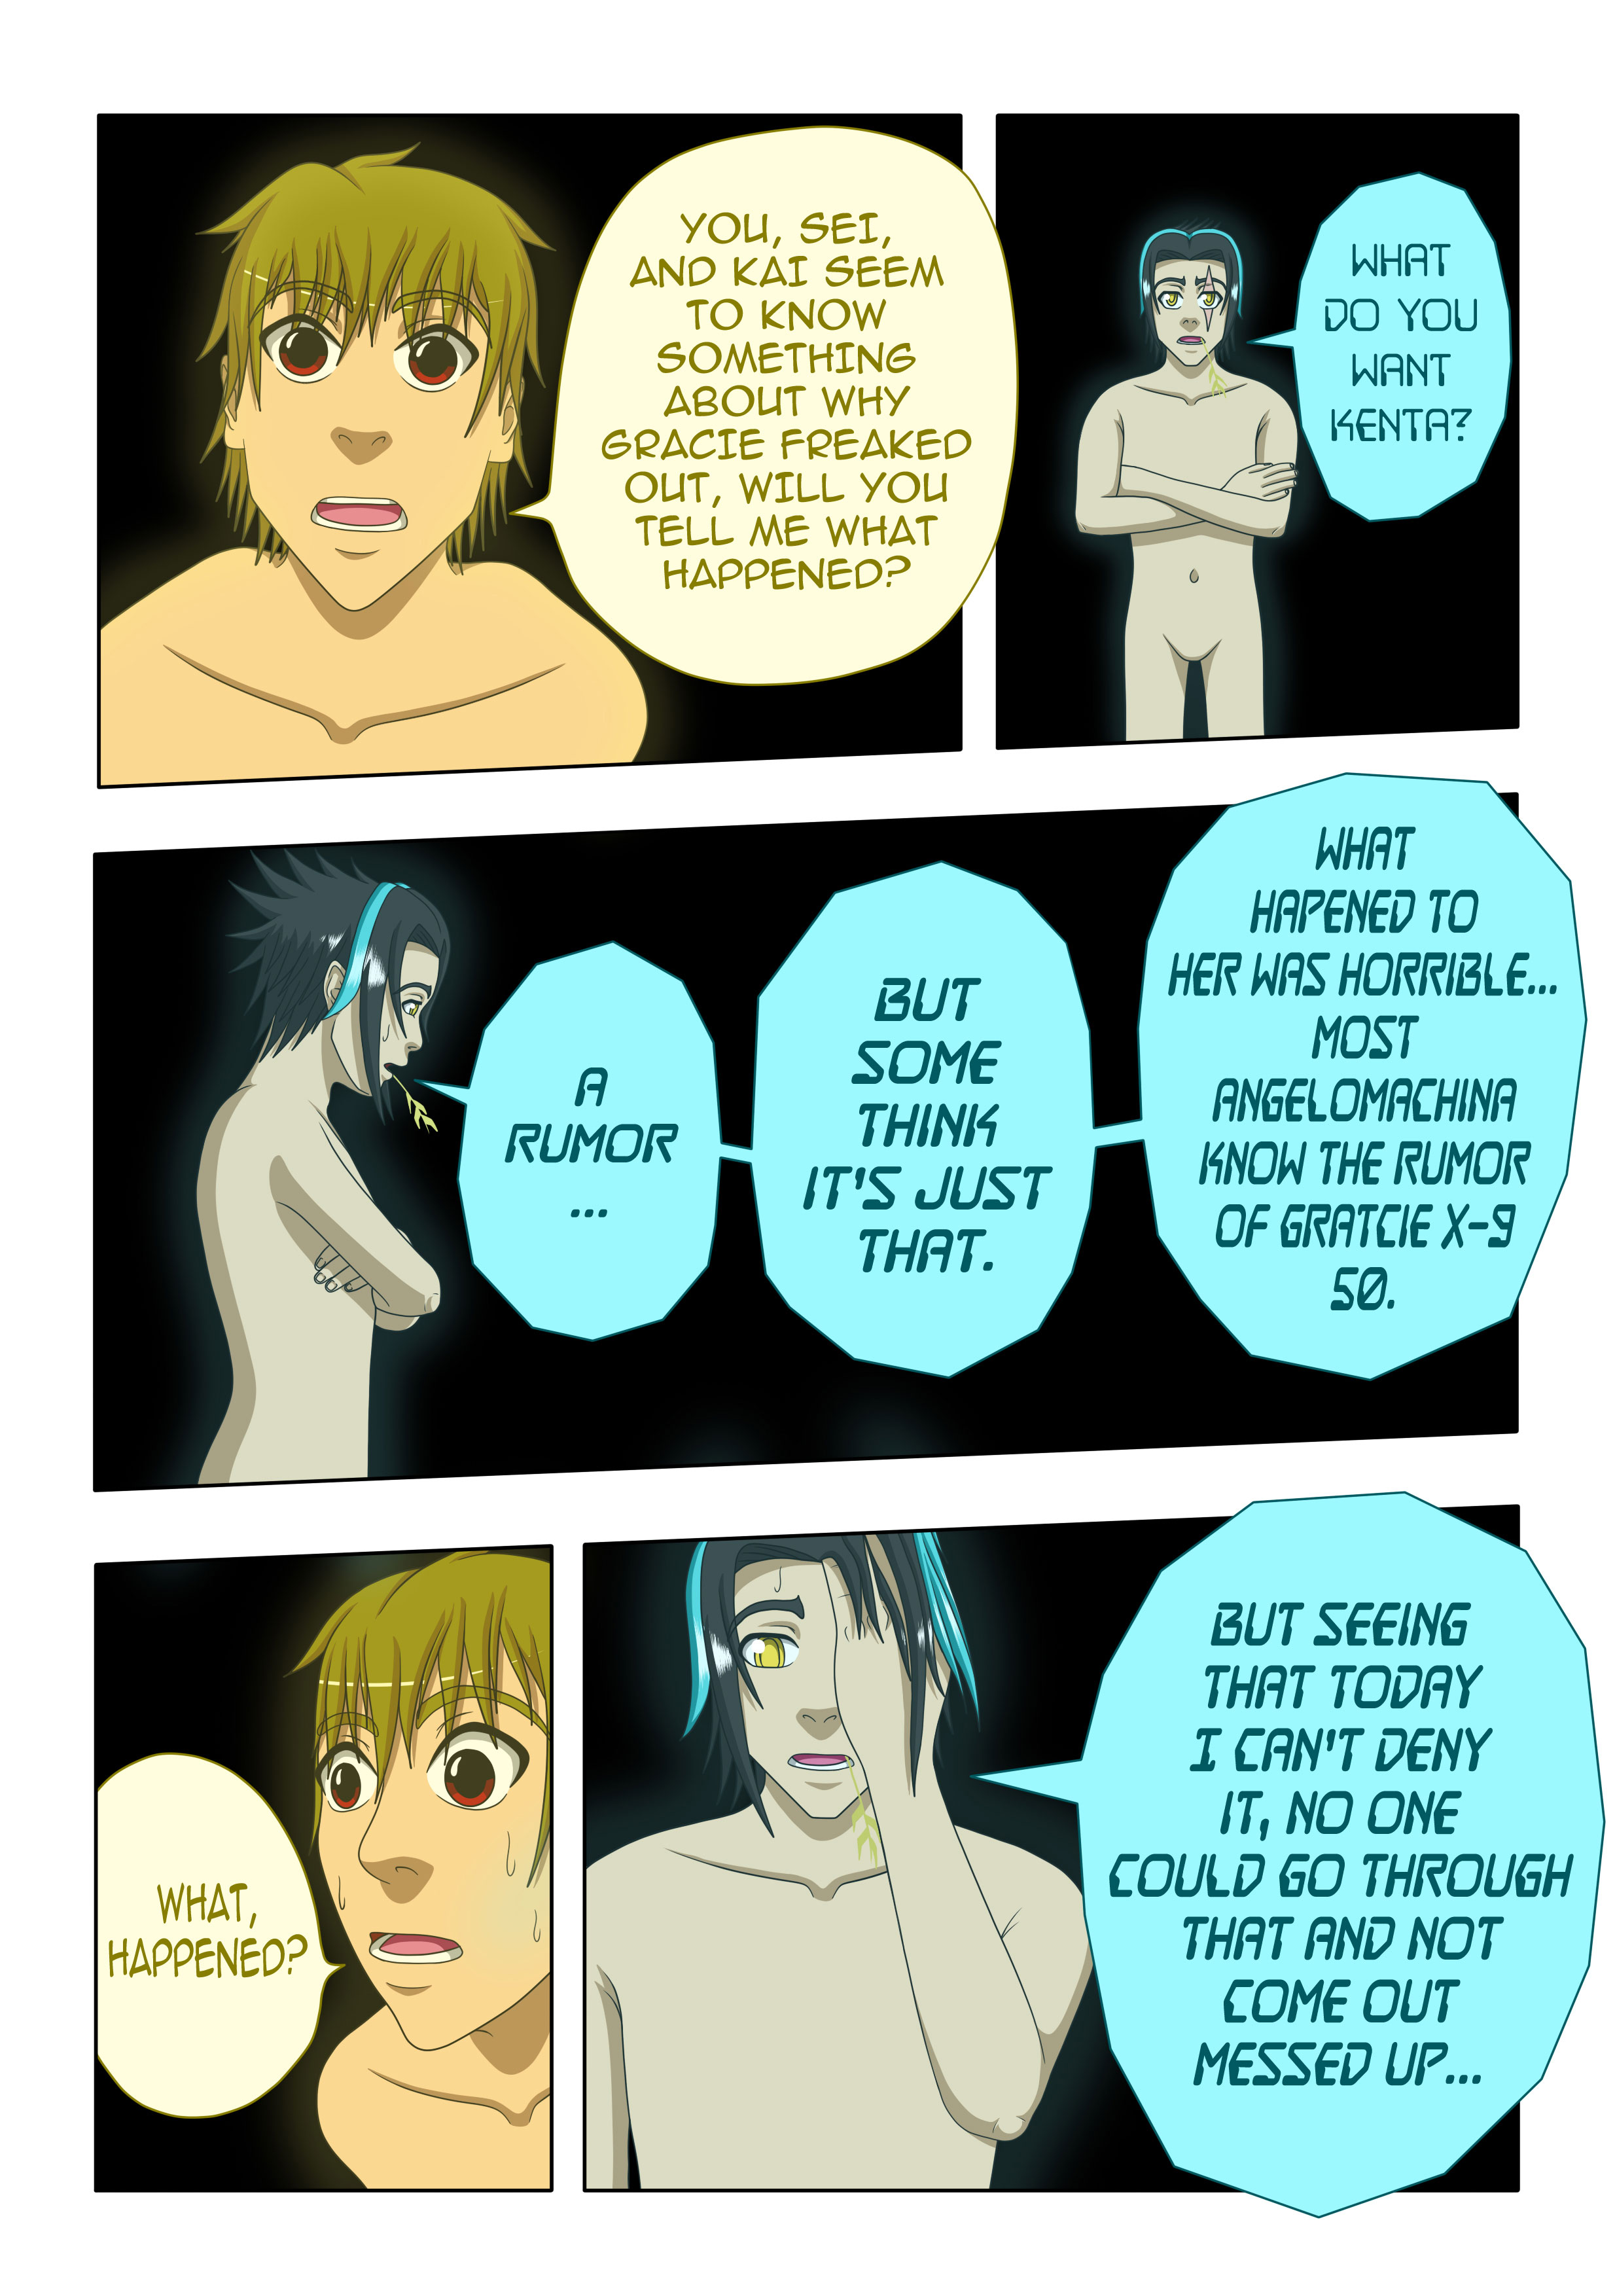 WHAT
DO YOU
WANT
KENTA?
YOU, SEI,
AND KAI SEEM
TO KNOW
SOMETHING
ABOUT WHY
GRACIE FREAKED
OUT, WILL YOU
TELL ME WHAT
HAPPENED?
WHAT
HAPENED TO
HER WAS HORRIBLE...
MOST
ANGELOMACHINA
KNOW THE RUMOR
OF GRATCIE X-9
50.
BUT
SOME
THINK
IT'S JUST
THAT.
A
RUMOR
...
BUT SEEING
THAT TODAY
I CAN'T DENY
IT, NO ONE
COULD GO THROUGH
THAT AND NOT
COME OUT
MESSED UP...
WHAT,
HAPPENED?